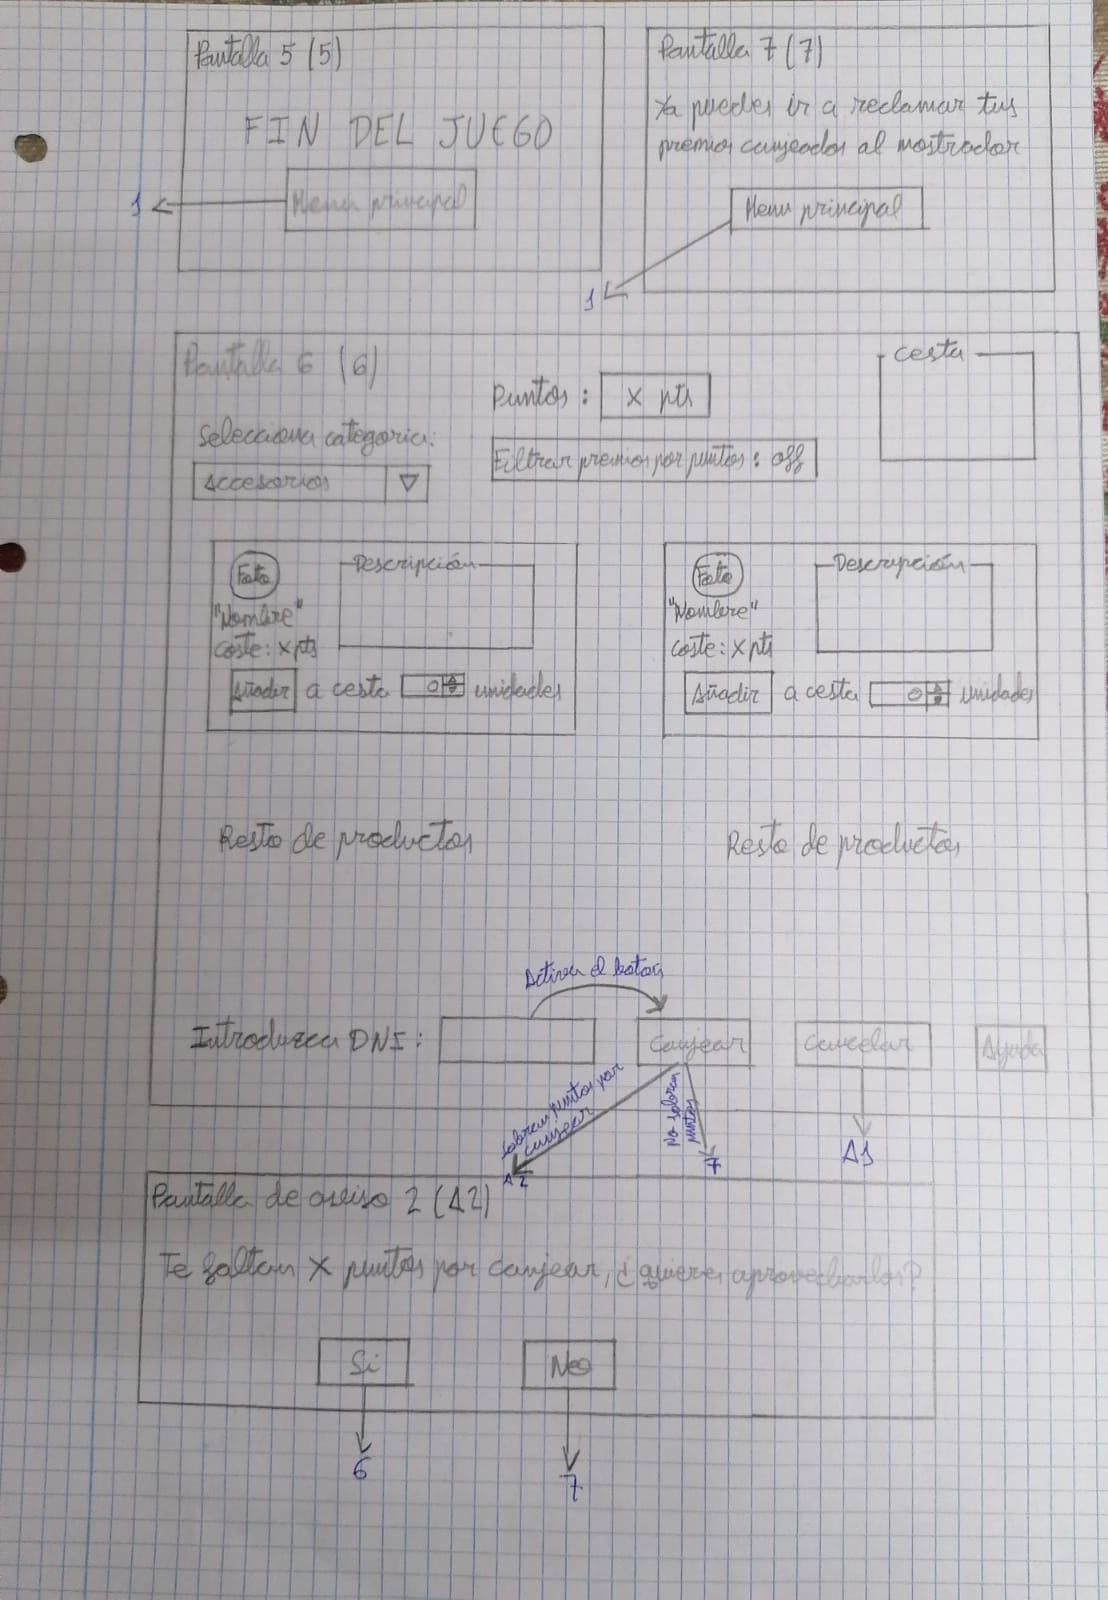 Pantalla 5 (5)
FIN DEL JUEGO
Menu principal
1
Pantalla 7 (7)
Ya puedes ir a reclamar tus
premios canjeados al mostrador
Menu principal
1
Pantalla 6 (6)
Puntos: X pts
cesta
Selecciona categoria:
Accesorios
Filtrar premios por puntos: off
Foto
Descripción
"Nombre"
coste: X pts
Añadir a cesta 0 unidades
Foto
Descripción
"Nombre"
coste: X pts
Añadir a cesta 0 unidades
Resto de productos
Resto de productos
Activa el boton
Introduzca DNI:
Canjear
Cancelar
Ayuda
Sobran puntos por
canjear
No sobran
puntos
A2
7
A1
Pantalla de aviso 2 (A2)
Te faltan X puntos por canjear, ¿quieres aprovecharlos?
Si
No
6
7